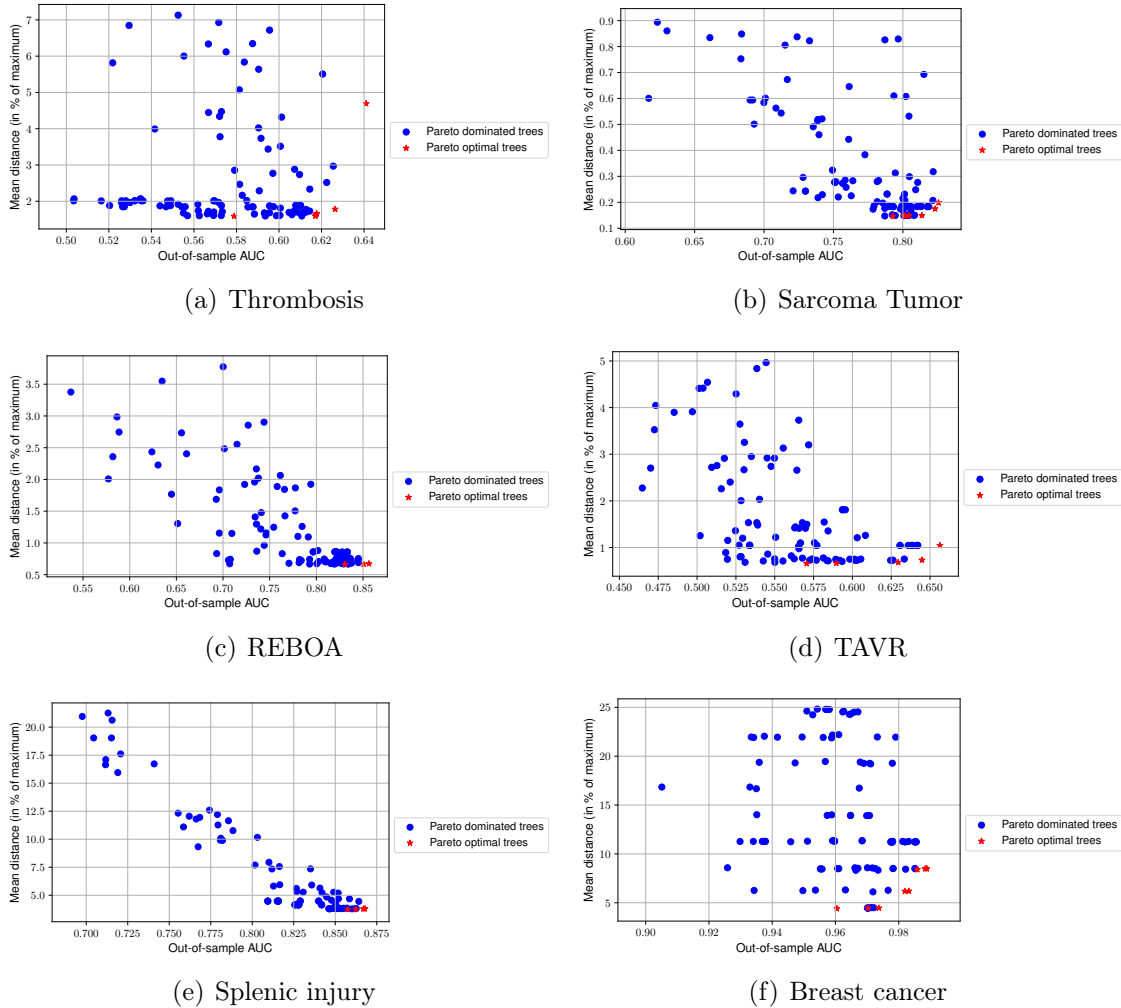 7
6
5
4
3
2
Mean distance (in % of maximum)
0.50 0.52 0.54 0.56 0.58 0.60 0.62 0.64
Out-of-sample AUC
Pareto dominated trees
Pareto optimal trees
(a) Thrombosis
0.9
0.8
0.7
0.6
0.5
0.4
0.3
0.2
0.1
Mean distance (in % of maximum)
0.60 0.65 0.70 0.75 0.80
Out-of-sample AUC
Pareto dominated trees
Pareto optimal trees
(b) Sarcoma Tumor
3.5
3.0
2.5
2.0
1.5
1.0
0.5
Mean distance (in % of maximum)
0.55 0.60 0.65 0.70 0.75 0.80 0.85
Out-of-sample AUC
Pareto dominated trees
Pareto optimal trees
(c) REBOA
5
4
3
2
1
Mean distance (in % of maximum)
0.450 0.475 0.500 0.525 0.550 0.575 0.600 0.625 0.650
Out-of-sample AUC
Pareto dominated trees
Pareto optimal trees
(d) TAVR
20.0
17.5
15.0
12.5
10.0
7.5
5.0
Mean distance (in % of maximum)
0.700 0.725 0.750 0.775 0.800 0.825 0.850 0.875
Out-of-sample AUC
Pareto dominated trees
Pareto optimal trees
(e) Splenic injury
25
20
15
10
5
Mean distance (in % of maximum)
0.90 0.92 0.94 0.96 0.98
Out-of-sample AUC
Pareto dominated trees
Pareto optimal trees
(f) Breast cancer